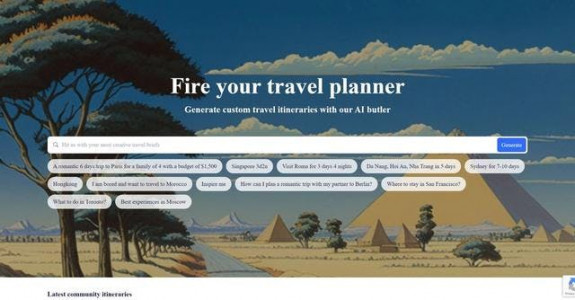 Fire your travel planner
Generate custom travel itineraries with our AI butler
Fill in with your most creative travel briefs
Generate
A romantic 6 days trip to Paris for a family of 4 with a budget of $1,500
Singapore 3d2n
Visit Rome for 5 days 4 nights
Da Nang, Hoi An, Nha Trang in 5 days
Sydney for 7-10 days
Hongkong
I am bored and want to travel to Morocco
Inspire me
How can I plan a romantic trip with my partner to Berlin?
Where to stay in San Francisco?
What to do in Toronto?
Best experiences in Moscow
Latest community itineraries